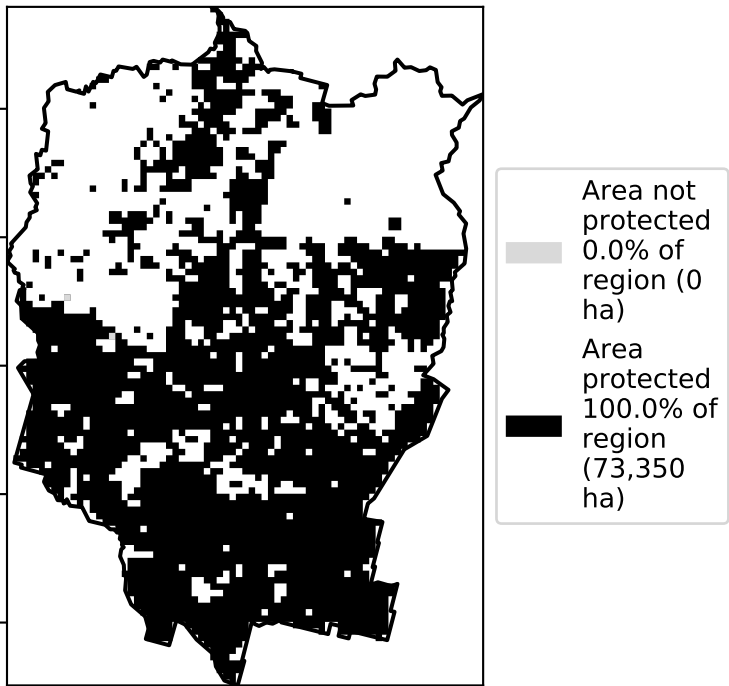 Area not
protected
0.0% of
region (0
ha)
Area
protected
100.0% of
region
(73,350
ha)